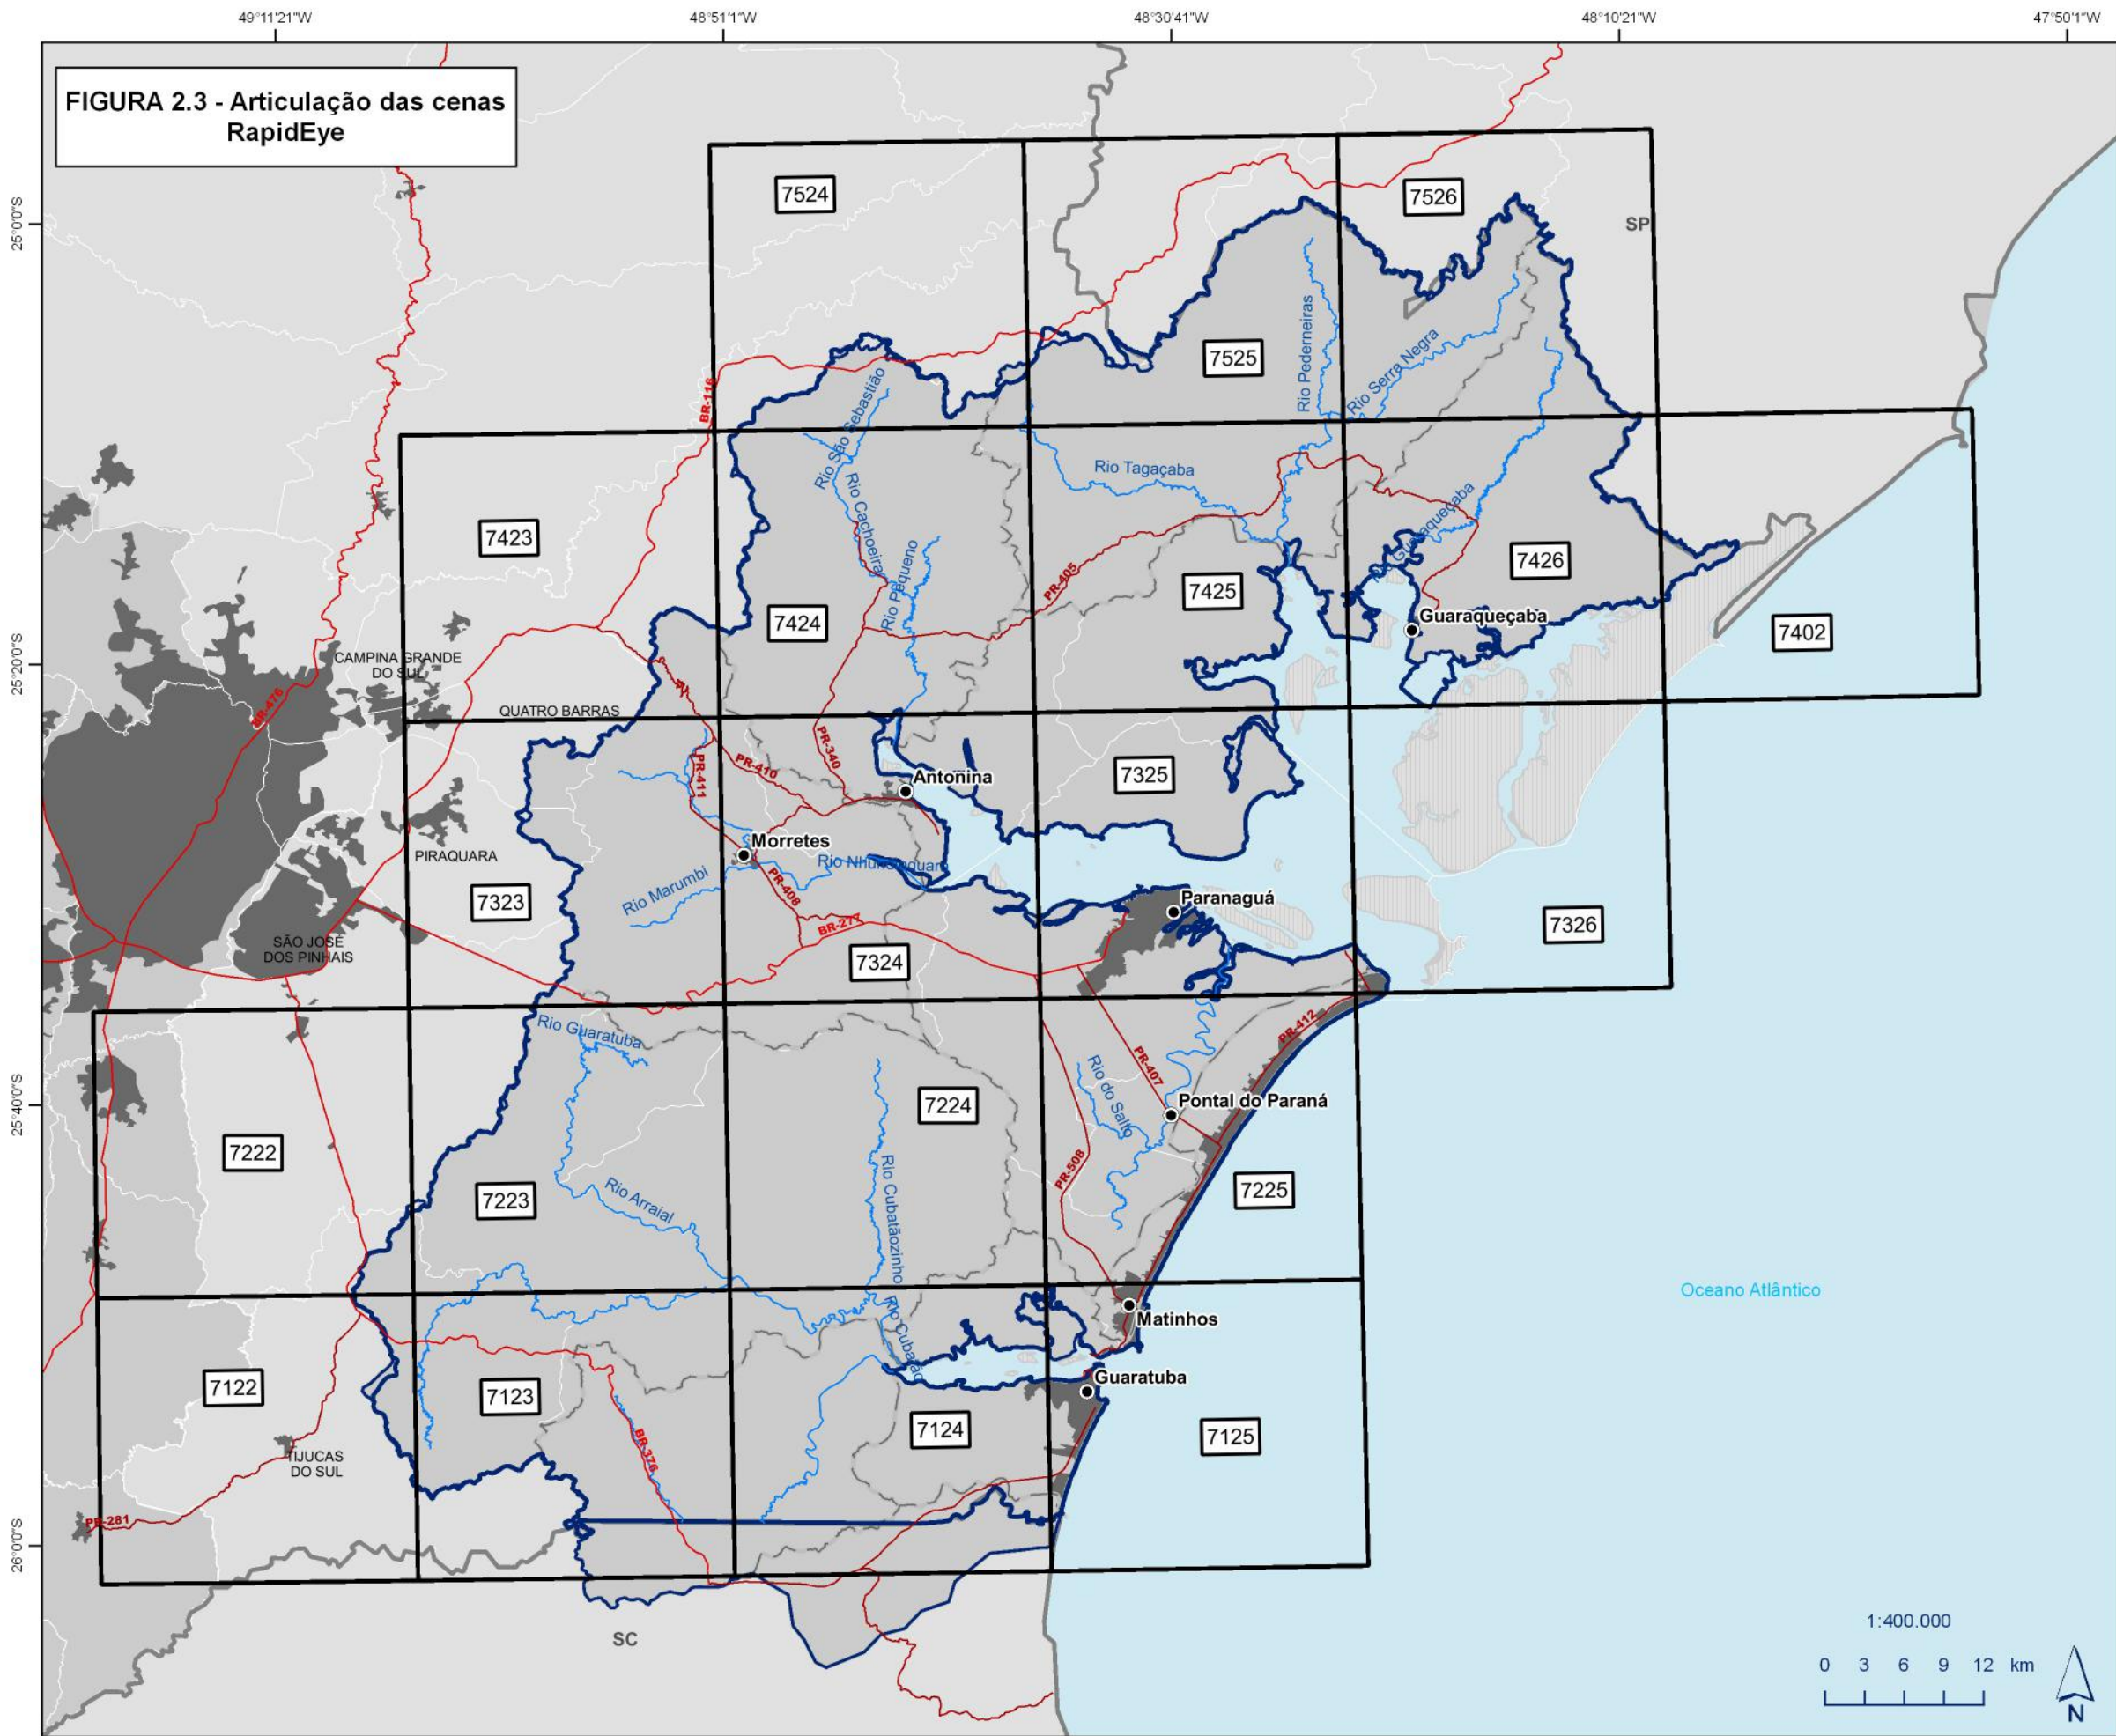 49°11'21"W
48°51'1"W
48°30'41"W
48°10'21"W
47°50'1"W
FIGURA 2.3 - Articulação das cenas
RapidEye
25°0'0"S
25°20'0"S
25°40'0"S
26°0'0"S
7524
7526
SP
7525
Rio Pederneiras
Rio Serra Negra
BR-116
Rio São Sebastião
Rio Tagaçaba
Rio Cachoeira
Rio Pequeno
7423
7424
PR-405
7425
7426
Guaraqueçaba
7402
CAMPINA GRANDE
DO SUL
BR-476
QUATRO BARRAS
PR-411
PR-410
PR-340
Antonina
7325
Morretes
PIRAQUARA
Rio Marumbi
PR-408
7323
BR-277
Paranaguá
7326
SÃO JOSÉ
DOS PINHAIS
7324
Rio Guaratuba
PR-412
PR-407
Rio do Salto
Pontal do Paraná
7224
7222
PR-508
7223
Rio Arraial
Rio Cubatãozinho
7225
Oceano Atlântico
Matinhos
Rio Cubatão
Guaratuba
7122
7123
7124
7125
BR-376
TIJUCAS
DO SUL
PR-281
SC
1:400.000
0 3 6 9 12 km
N